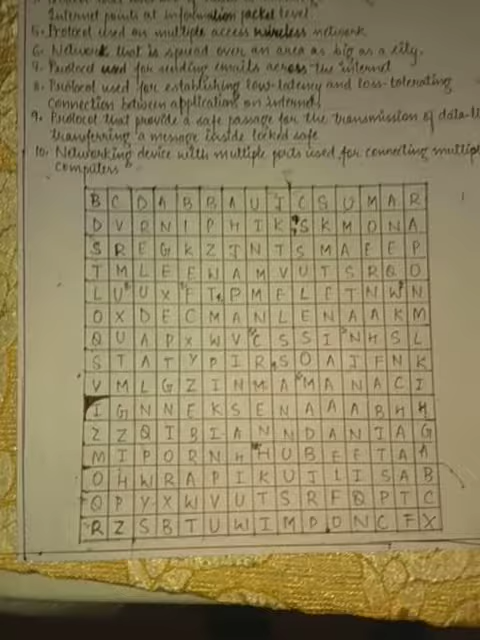 Internet points at information packet level.
5. Protocol used on multiple access wireless network.
6. Network that is spread over an area as big as a city.
7. Protocol used for sending emails across the internet
8. Protocol used for establishing low-latency and loss-tolerating
connection between application on internet.
9. Protocol that provide a safe passage for the transmission of data
transferring a message inside locked safe
10. Networking device with multiple ports used for connecting multiple
computers
B C D A B B A U I C S U M A R
D V R N I P H I K S K M O N A
S R E G K Z I N T S M A E E P
T M L E E W A M V U T S R Q O
L U U X F T P M E L E T N W N
O X D E C M A N L E N A A K M
Q U A P X W V C S S I N H S L
S T A T Y P I R S O A I F N K
V M L G Z I N M A M A N A C I
I G N N E K S E N A A A B H H
Z Z Q I B I A N N D A N I A G
M I P O R N H H U B E E T A A
O H W R A P I K U I L I S A B
Q P Y X W V U T S R F Q P T C
R Z S B T U W I M P O N C F X